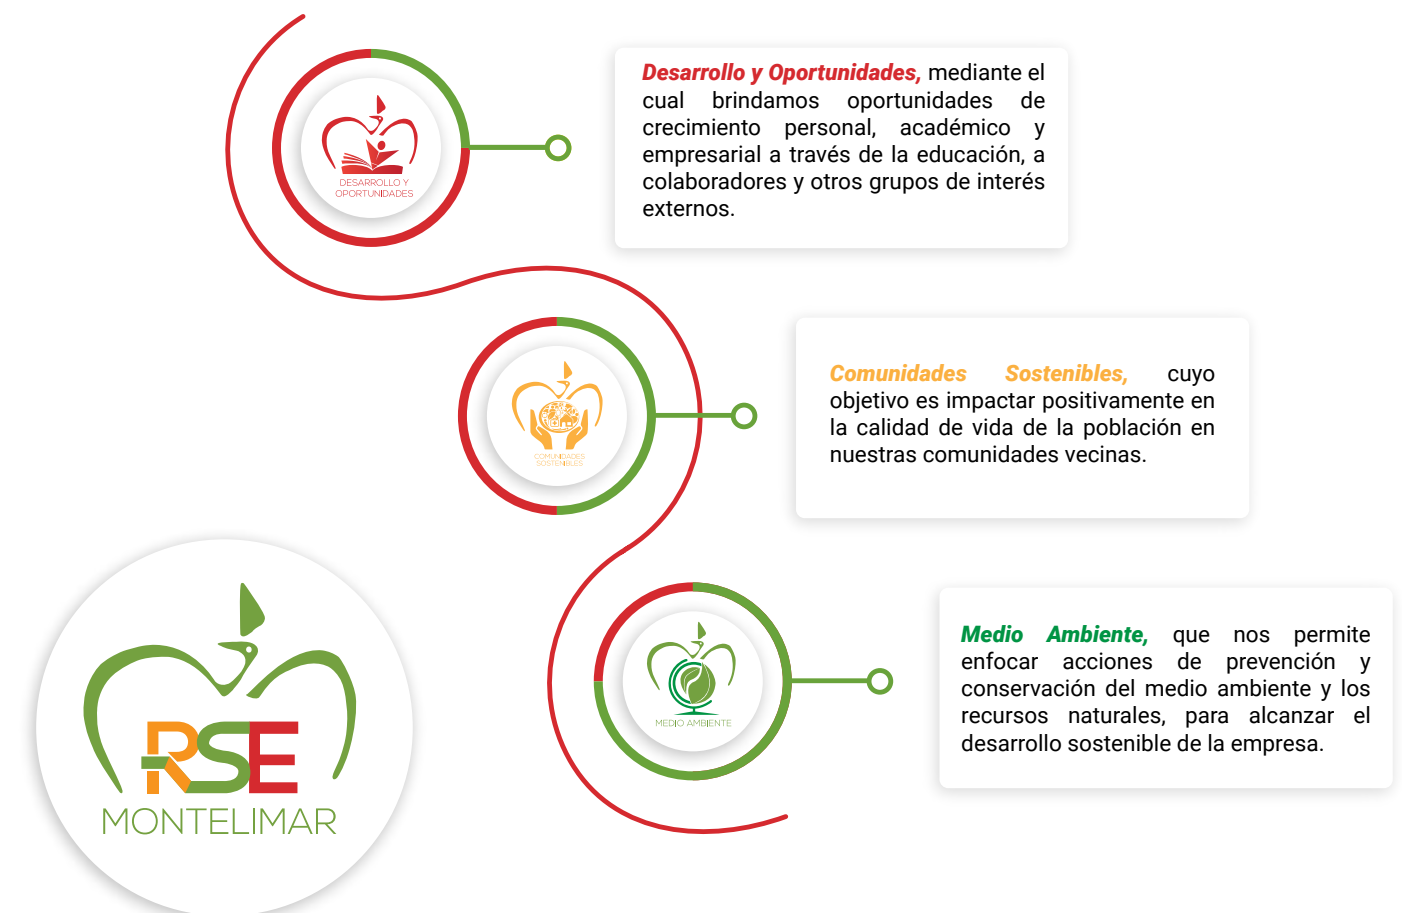 DESARROLLO Y
OPORTUNIDADES
Desarrollo y Oportunidades, mediante el
cual brindamos oportunidades de
crecimiento personal, académico y
empresarial a través de la educación, a
colaboradores y otros grupos de interés
externos.
COMUNIDADES
SOSTENIBLES
Comunidades Sostenibles, cuyo
objetivo es impactar positivamente en
la calidad de vida de la población en
nuestras comunidades vecinas.
MEDIO AMBIENTE
Medio Ambiente, que nos permite
enfocar acciones de prevención y
conservación del medio ambiente y los
recursos naturales, para alcanzar el
desarrollo sostenible de la empresa.
RSE
MONTELIMAR